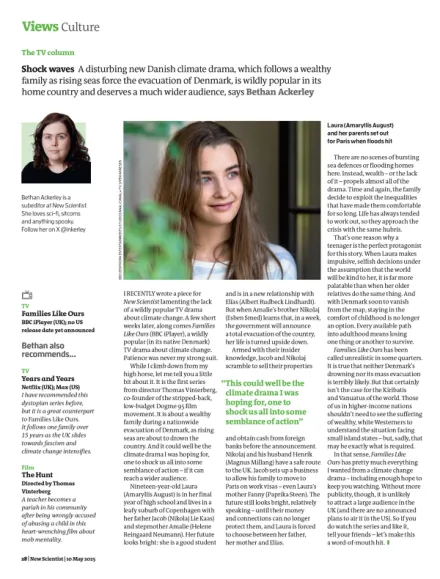 Views Culture
The TV column
Shock waves A disturbing new Danish climate drama, which follows a wealthy
family as rising seas force the evacuation of Denmark, is wildly popular in its
home country and deserves a much wider audience, says Bethan Ackerley
Bethan Ackerley is a
subeditor at New Scientist
She loves sci-fi, sitcoms
and anything spooky.
Follow her on X @inkerley
TV
Families Like Ours
BBC iPlayer (UK); no US
release date yet announced
Bethan also
recommends...
TV
Years and Years
Netflix (UK); Max (US)
I have recommended this
dystopian series before,
but it is a great counterpart
to Families Like Ours.
It follows one family over
15 years as the UK slides
towards fascism and
climate change intensifies.
Film
The Hunt
Directed by Thomas
Vinterberg
A teacher becomes a
pariah in his community
after being wrongly accused
of abusing a child in this
heart-wrenching film about
mob mentality.
28 | New Scientist | 10 May 2025
I RECENTLY wrote a piece for
New Scientist lamenting the lack
of a wildly popular TV drama
about climate change. A few short
weeks later, along comes Families
Like Ours (BBC iPlayer), a wildly
popular (in its native Denmark)
TV drama about climate change.
Patience was never my strong suit.
While I climb down from my
high horse, let me tell you a little
bit about it. It is the first series
from director Thomas Vinterberg,
co-founder of the stripped-back,
low-budget Dogme 95 film
movement. It is about a wealthy
family during a nationwide
evacuation of Denmark, as rising
seas are about to drown the
country. And it could well be the
climate drama I was hoping for,
one to shock us all into some
semblance of action – if it can
reach a wider audience.
Nineteen-year-old Laura
(Amaryllis August) is in her final
year of high school and lives in a
leafy suburb of Copenhagen with
her father Jacob (Nikolaj Lie Kaas)
and stepmother Amalie (Helene
Reingaard Neumann). Her future
looks bright: she is a good student
and is in a new relationship with
Elias (Albert Rudbeck Lindhardt).
But when Amalie's brother Nikolaj
(Esben Smed) learns that, in a week,
the government will announce
a total evacuation of the country,
her life is turned upside down.
Armed with their insider
knowledge, Jacob and Nikolaj
scramble to sell their properties
"This could well be the
climate drama I was
hoping for, one to
shock us all into some
semblance of action"
and obtain cash from foreign
banks before the announcement.
Nikolaj and his husband Henrik
(Magnus Millang) have a safe route
to the UK. Jacob sets up a business
to allow his family to move to
Paris on work visas – even Laura's
mother Fanny (Paprika Steen). The
future still looks bright, relatively
speaking – until their money
and connections can no longer
protect them, and Laura is forced
to choose between her father,
her mother and Elias.
Laura (Amaryllis August)
and her parents set out
for Paris when floods hit
There are no scenes of bursting
sea defences or flooding homes
here. Instead, wealth – or the lack
of it – propels almost all of the
drama. Time and again, the family
decide to exploit the inequalities
that have made them comfortable
for so long. Life has always tended
to work out, so they approach the
crisis with the same hubris.
That's one reason why a
teenager is the perfect protagonist
for this story. When Laura makes
impulsive, selfish decisions under
the assumption that the world
will be kind to her, it is far more
palatable than when her older
relatives do the same thing. And
with Denmark soon to vanish
from the map, staying in the
comfort of childhood is no longer
an option. Every available path
into adulthood means losing
one thing or another to survive.
Families Like Ours has been
called unrealistic in some quarters.
It is true that neither Denmark's
drowning nor its mass evacuation
is terribly likely. But that certainly
isn't the case for the Kiribatis
and Vanuatus of the world. Those
of us in higher-income nations
shouldn't need to see the suffering
of wealthy, white Westerners to
understand the situation facing
small island states – but, sadly, that
may be exactly what is required.
In that sense, Families Like
Ours has pretty much everything
I wanted from a climate change
drama – including enough hope to
keep you watching. Without more
publicity, though, it is unlikely
to attract a large audience in the
UK (and there are no announced
plans to air it in the US). So if you
do watch the series and like it,
tell your friends – let's make this
a word-of-mouth hit.